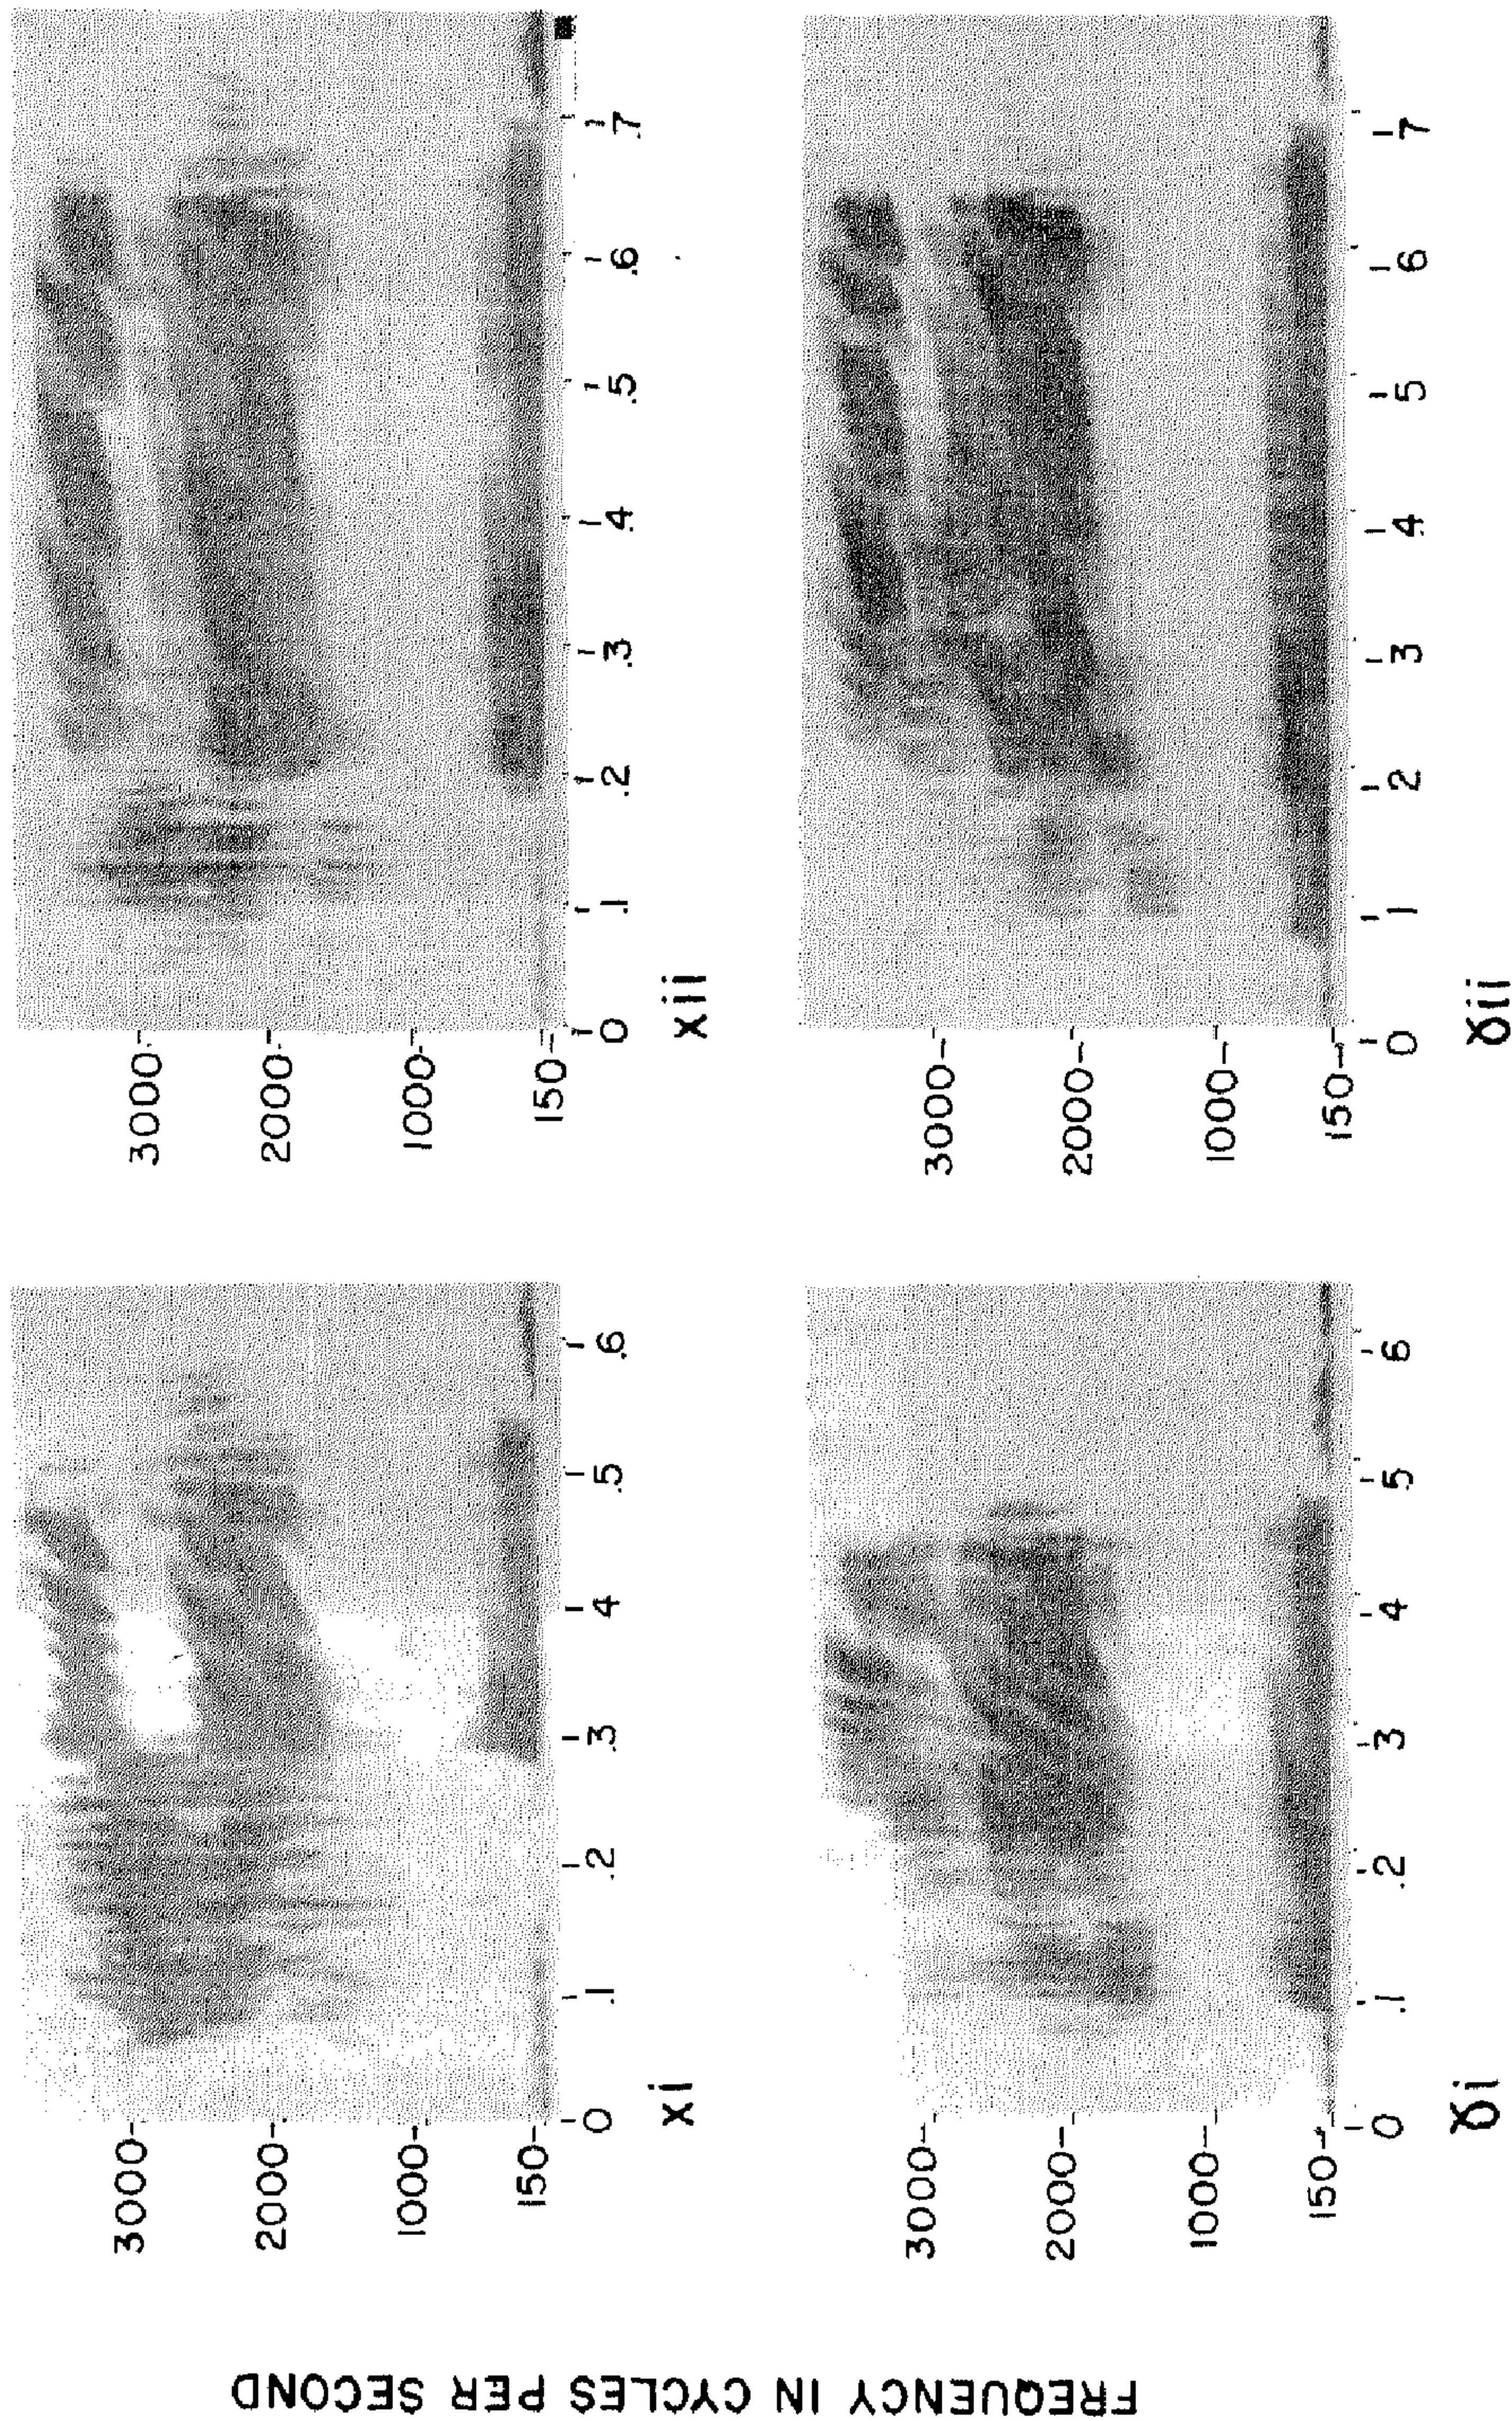 FREQUENCY IN CYCLES PER SECOND
3000-
2000-
1000-
150-
0 .1 .2 .3 .4 .5 .6
xi
3000-
2000-
1000-
150-
0 .1 .2 .3 .4 .5 .6 .7
xii
3000-
2000-
1000-
150-
0 .1 .2 .3 .4 .5 .6
ɣi
3000-
2000-
1000-
150-
0 1 2 3 4 5 6 7
ɣii